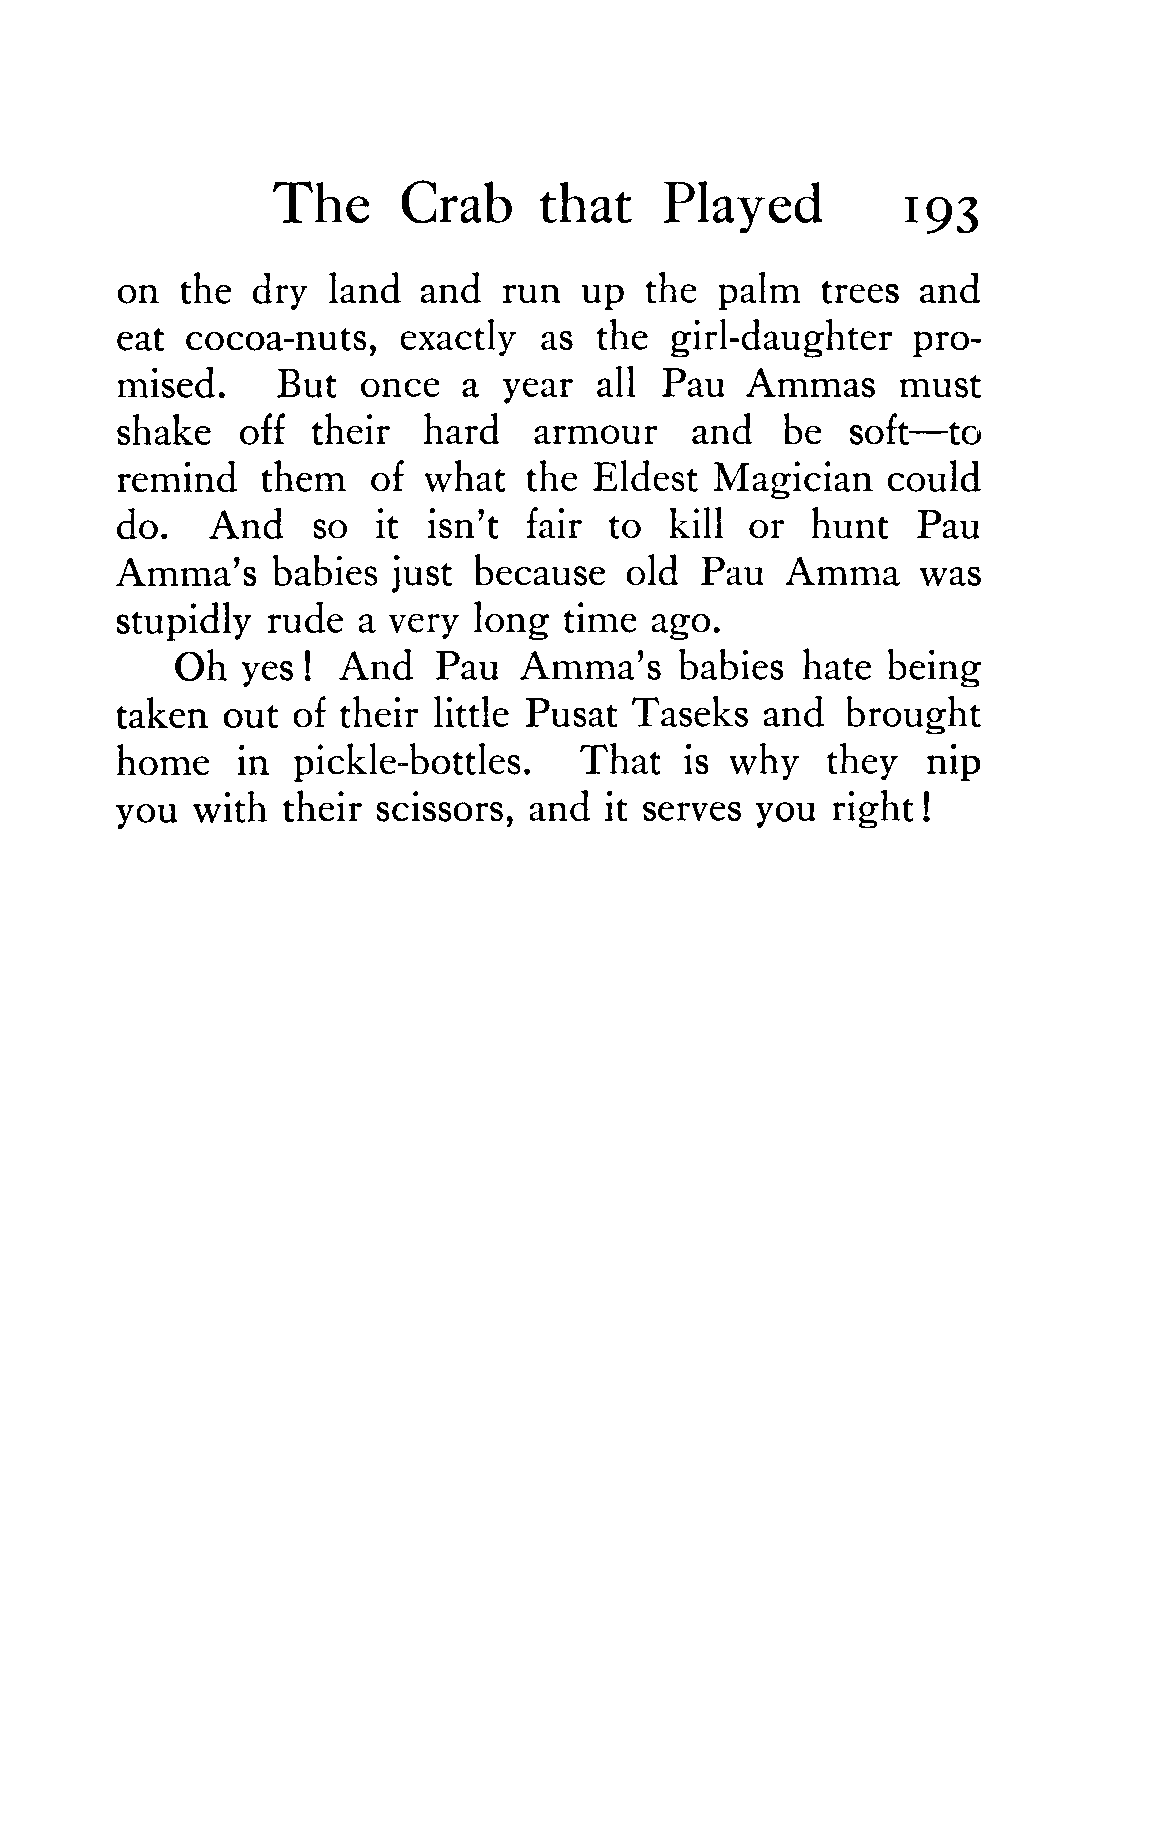 The Crab that Played 193
on the dry land and run up the palm trees and
eat cocoa-nuts, exactly as the girl-daughter pro-
mised. But once a year all Pau Ammas must
shake off their hard armour and be soft—to
remind them of what the Eldest Magician could
do. And so it isn't fair to kill or hunt Pau
Amma's babies just because old Pau Amma was
stupidly rude a very long time ago.
Oh yes! And Pau Amma's babies hate being
taken out of their little Pusat Taseks and brought
home in pickle-bottles. That is why they nip
you with their scissors, and it serves you right!